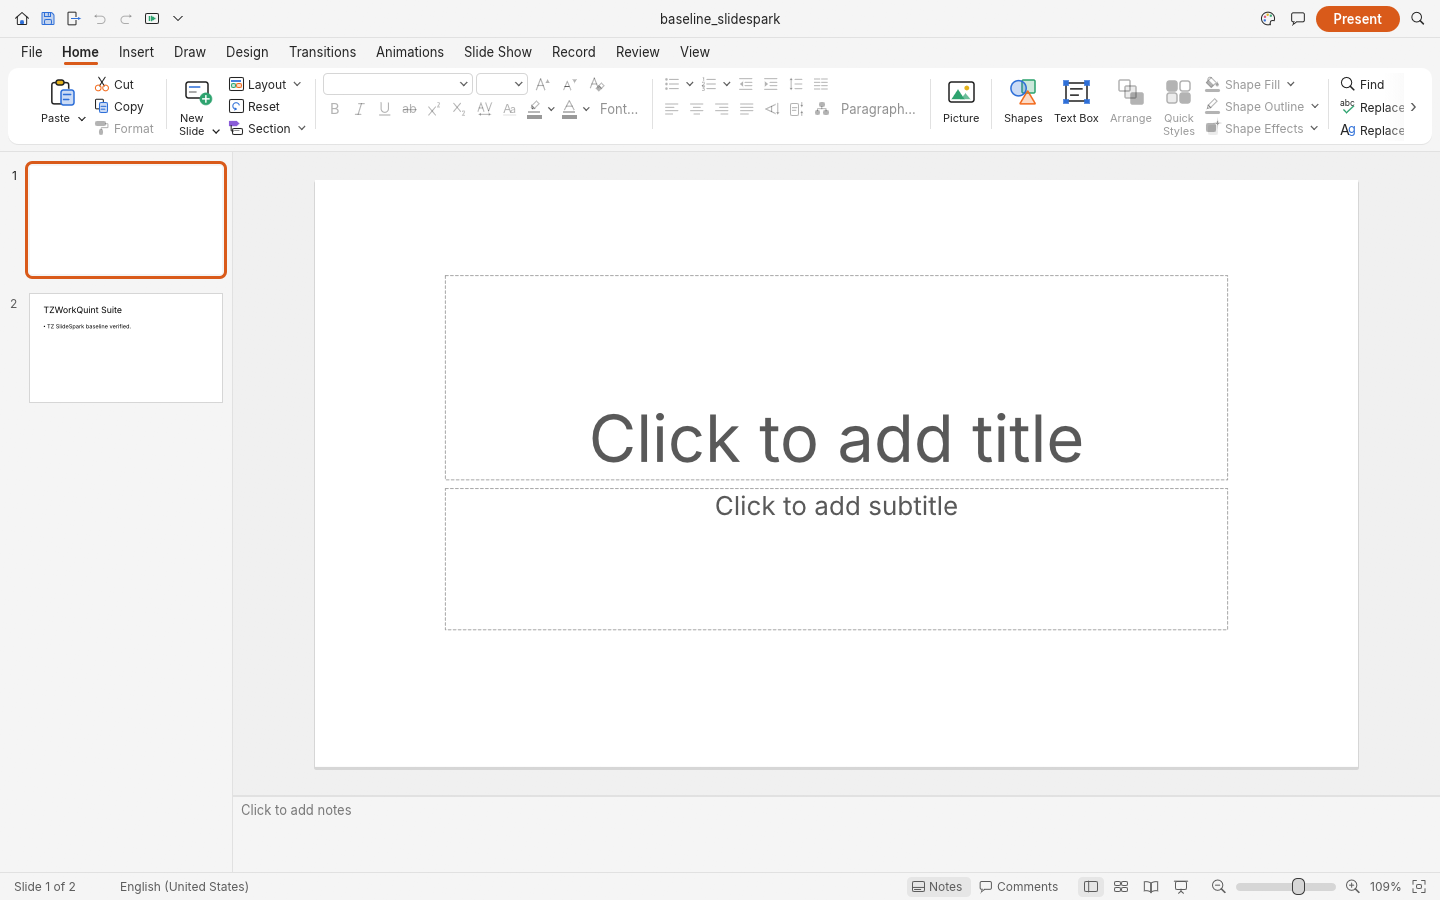 baseline_slidespark
Present
File Home Insert Draw Design Transitions Animations Slide Show Record Review View
Paste
Cut
Copy
Format
New Slide
Layout
Reset
Section
Font...
Paragraph...
Picture
Shapes
Text Box
Arrange
Quick Styles
Shape Fill
Shape Outline
Shape Effects
Find
Replace
Replace
1
2
TZWorkQuint Suite
• TZ SlideSpark baseline verified.
Click to add title
Click to add subtitle
Click to add notes
Slide 1 of 2
English (United States)
Notes
Comments
109%